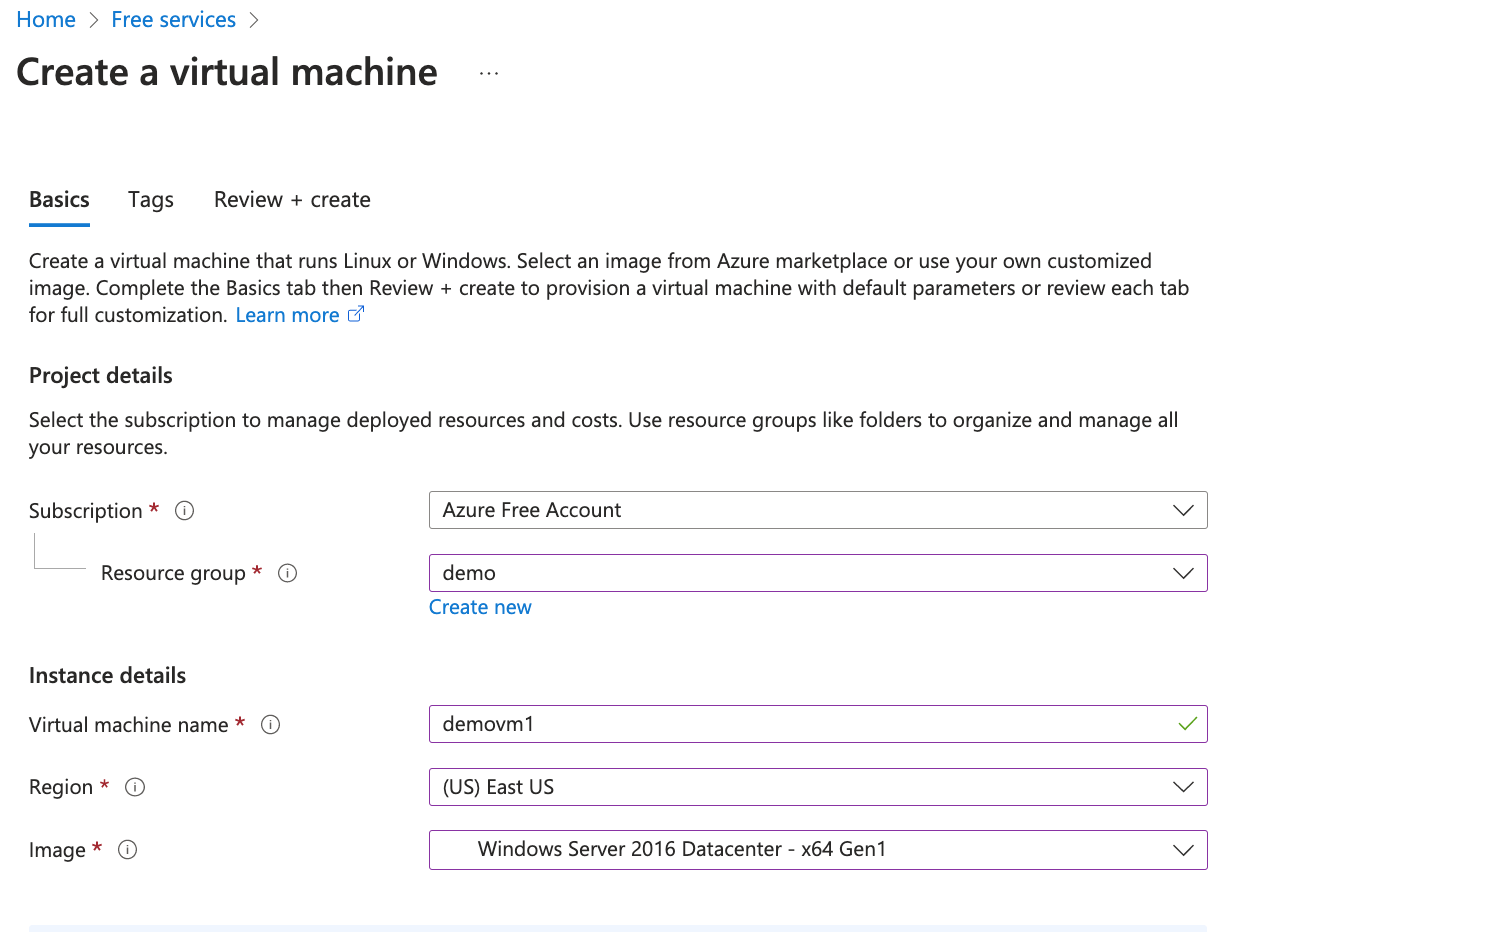 Home > Free services >
Create a virtual machine ...
Basics Tags Review + create
Create a virtual machine that runs Linux or Windows. Select an image from Azure marketplace or use your own customized
image. Complete the Basics tab then Review + create to provision a virtual machine with default parameters or review each tab
for full customization. Learn more
Project details
Select the subscription to manage deployed resources and costs. Use resource groups like folders to organize and manage all
your resources.
Subscription * Azure Free Account
Resource group * demo
Create new
Instance details
Virtual machine name * demovm1
Region * (US) East US
Image * Windows Server 2016 Datacenter - x64 Gen1